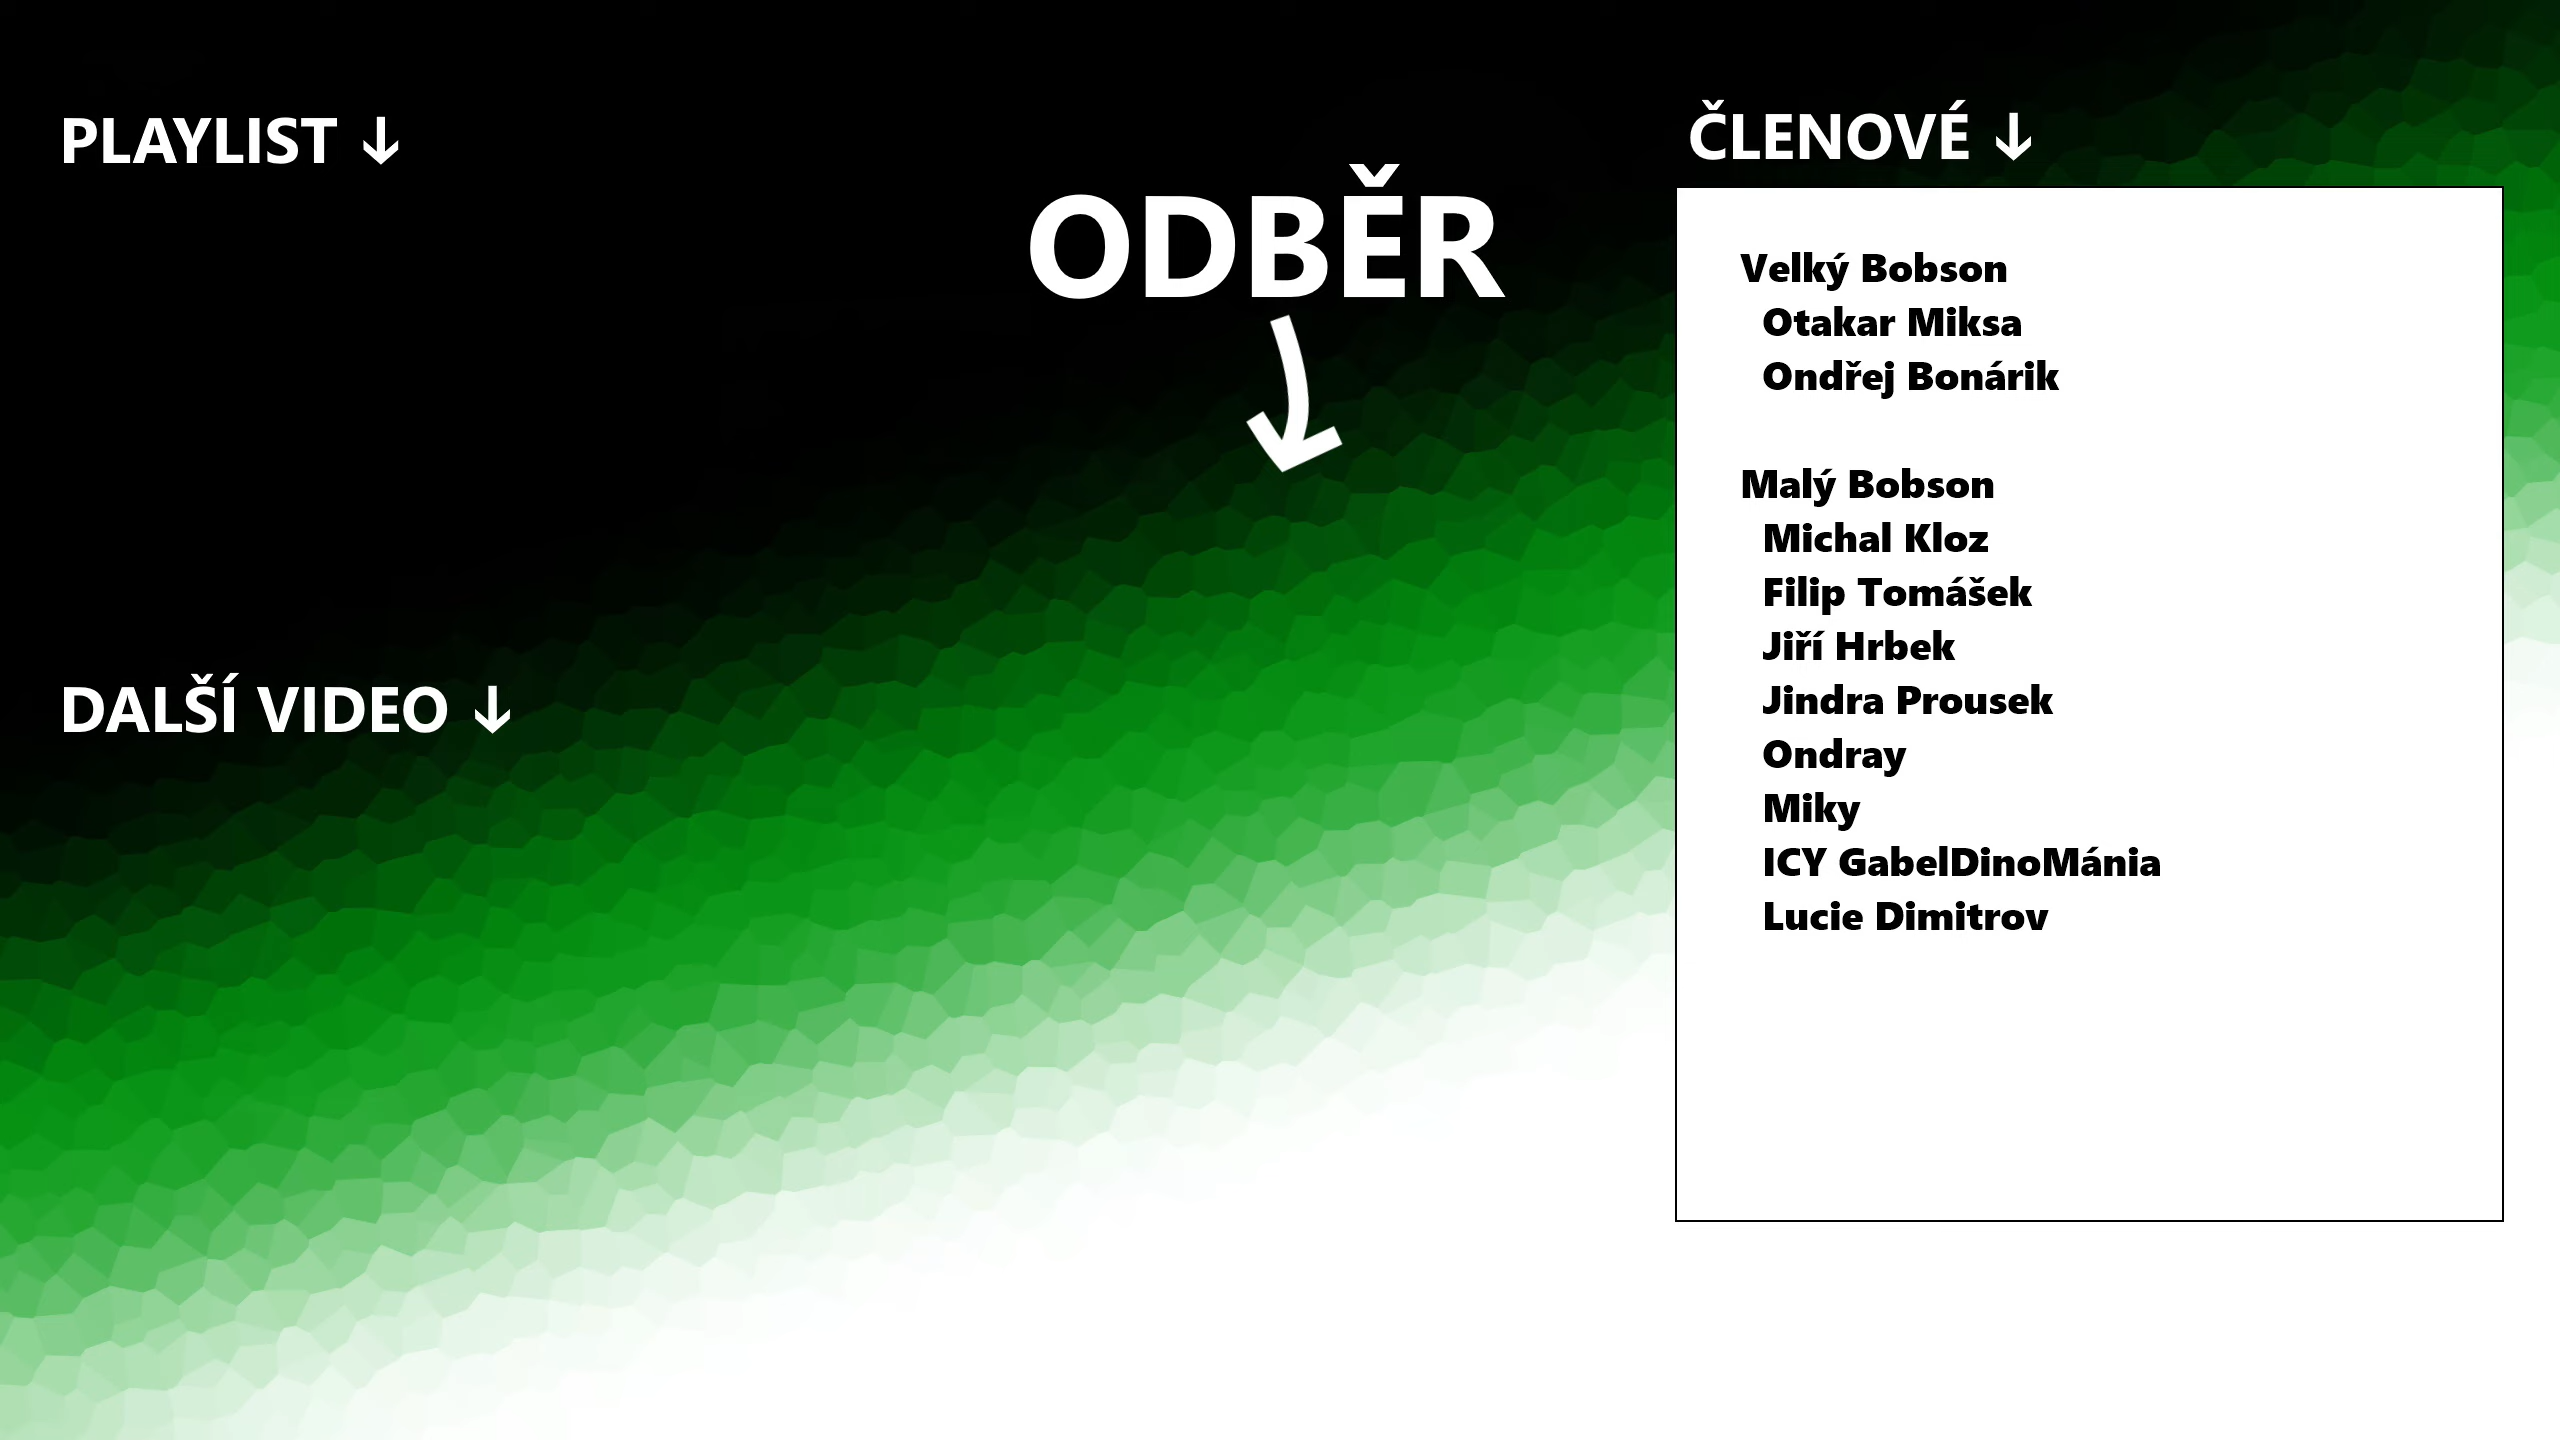 PLAYLIST ↓
ODBĚR
DALŠÍ VIDEO ↓
ČLENOVÉ ↓
Velký Bobson
Otakar Miksa
Ondřej Bonárik
Malý Bobson
Michal Kloz
Filip Tomášek
Jiří Hrbek
Jindra Prousek
Ondray
Miky
ICY GabelDinoMánia
Lucie Dimitrov